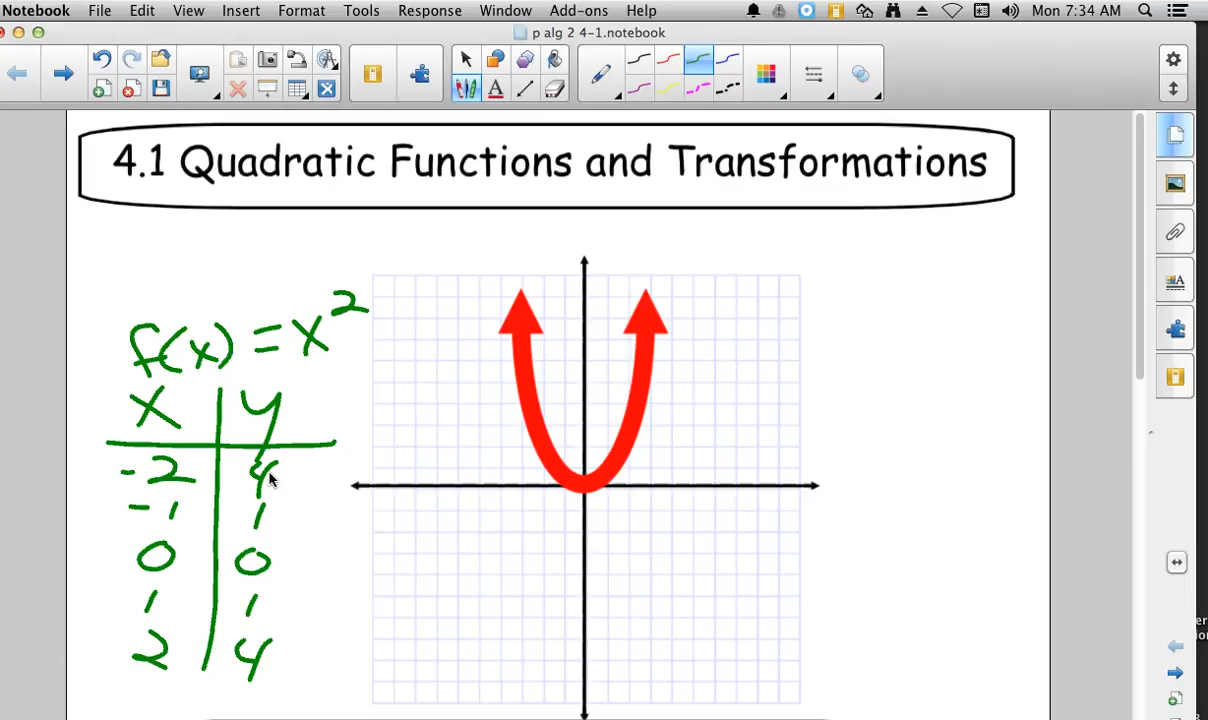 Notebook File Edit View Insert Format Tools Response Window Add-ons Help Mon 7:34 AM
p alg 2 4-1.notebook
4.1 Quadratic Functions and Transformations
f(x) = x²
x y
-2 4
-1 1
0 0
1 1
2 4